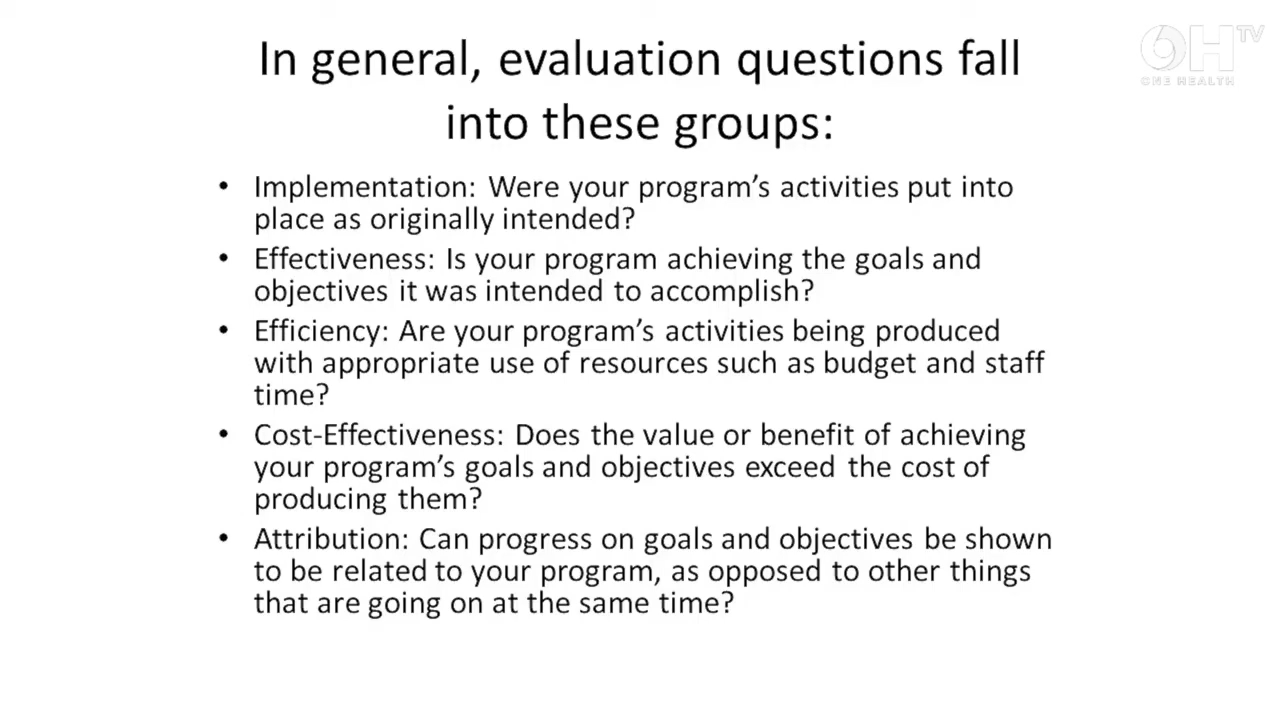 In general, evaluation questions fall
into these groups:
• Implementation: Were your program’s activities put into
place as originally intended?
• Effectiveness: Is your program achieving the goals and
objectives it was intended to accomplish?
• Efficiency: Are your program’s activities being produced
with appropriate use of resources such as budget and staff
time?
• Cost-Effectiveness: Does the value or benefit of achieving
your program’s goals and objectives exceed the cost of
producing them?
• Attribution: Can progress on goals and objectives be shown
to be related to your program, as opposed to other things
that are going on at the same time?
OHTV
ONE HEALTH